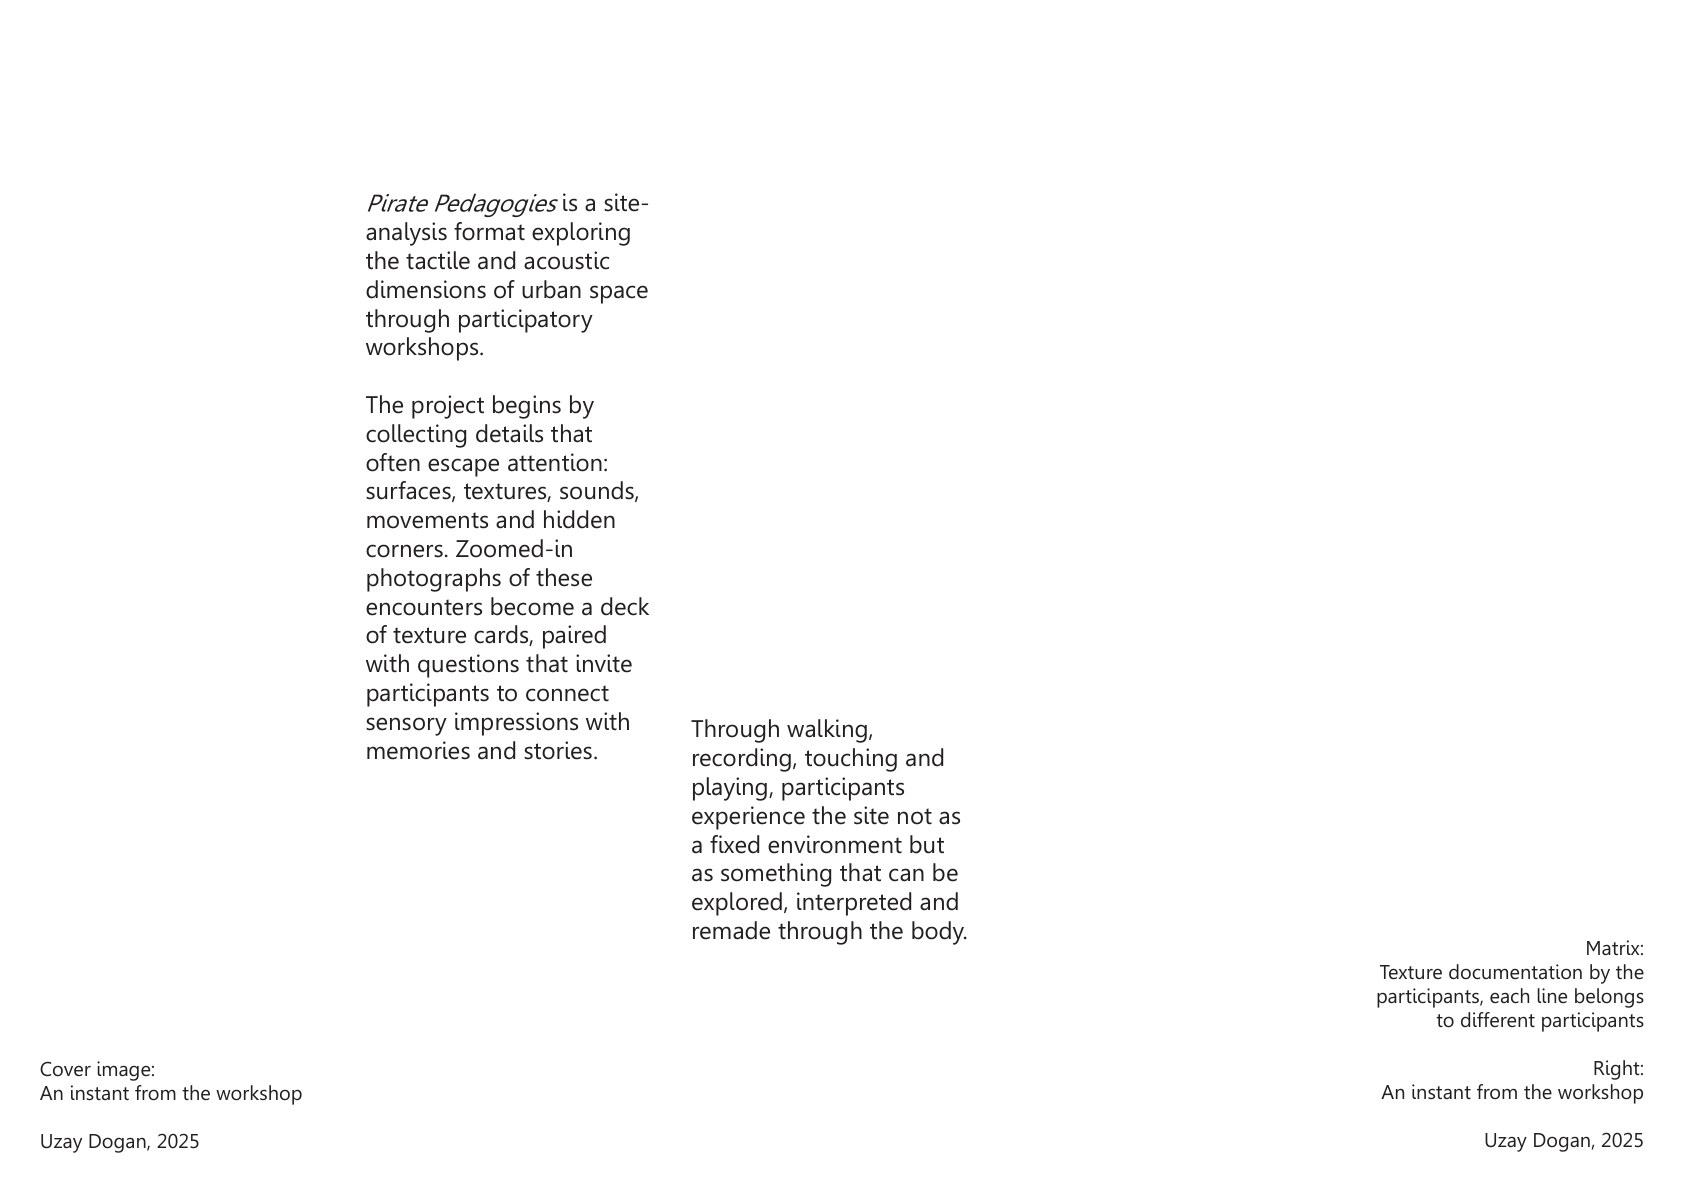 Pirate Pedagogies is a site-
analysis format exploring
the tactile and acoustic
dimensions of urban space
through participatory
workshops.
The project begins by
collecting details that
often escape attention:
surfaces, textures, sounds,
movements and hidden
corners. Zoomed-in
photographs of these
encounters become a deck
of texture cards, paired
with questions that invite
participants to connect
sensory impressions with
memories and stories.
Through walking,
recording, touching and
playing, participants
experience the site not as
a fixed environment but
as something that can be
explored, interpreted and
remade through the body.
Cover image:
An instant from the workshop
Uzay Dogan, 2025
Matrix:
Texture documentation by the
participants, each line belongs
to different participants
Right:
An instant from the workshop
Uzay Dogan, 2025